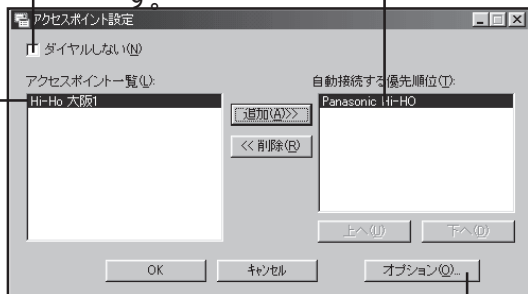 す。
アクセスポイント設定
ダイヤルしない(N)
アクセスポイント一覧(L):
自動接続する優先順位(T):
Hi-Ho 大阪1
Panasonic Hi-HO
追加(A)>>
<< 削除(R)
上へ(U)
下へ(D)
OK
キャンセル
オプション(O)...